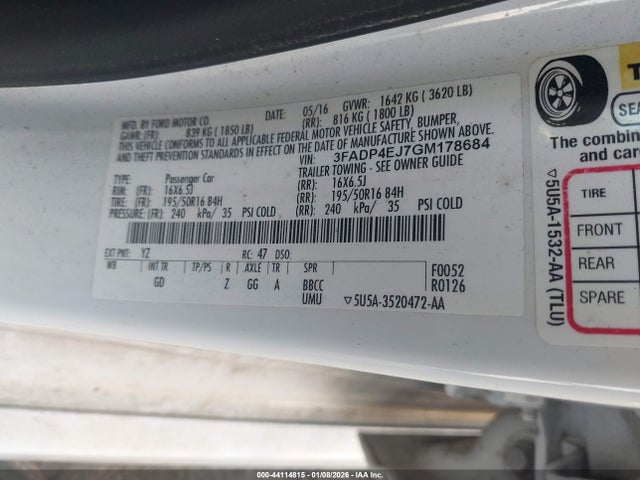 MFD. BY FORD MOTOR CO.
DATE: 05/16 GVWR: 1642 KG ( 3620 LB)
GAWR: (FR): 839 KG ( 1850 LB) (RR): 816 KG ( 1800 LB)
THIS VEHICLE CONFORMS TO ALL APPLICABLE FEDERAL MOTOR VEHICLE SAFETY, BUMPER,
AND THEFT PREVENTION STANDARDS IN EFFECT ON THE DATE OF MANUFACTURE SHOWN ABOVE.
VIN: 3FADP4EJ7GM178684
TYPE: Passenger Car TRAILER TOWING - SEE OWNER GUIDE
RIM: (FR) 16X6.5J (RR): 16X6.5J
TIRE: (FR) 195/50R16 84H (RR): 195/50R16 84H
PRESSURE: (FR) 240 kPa/ 35 PSI COLD (RR): 240 kPa/ 35 PSI COLD
EXT PNT: YZ RC: 47 DSO:
WB INT TR TP/PS R AXLE TR SPR F0052
GD Z GG A BBCC R0126
UMU ▽5U5A-3520472-AA
The combine
and car
TIRE
FRONT
REAR
SPARE
▽5U5A-1532-AA (TLU)
000-44114815 - 01/08/2026 - IAAI.COM